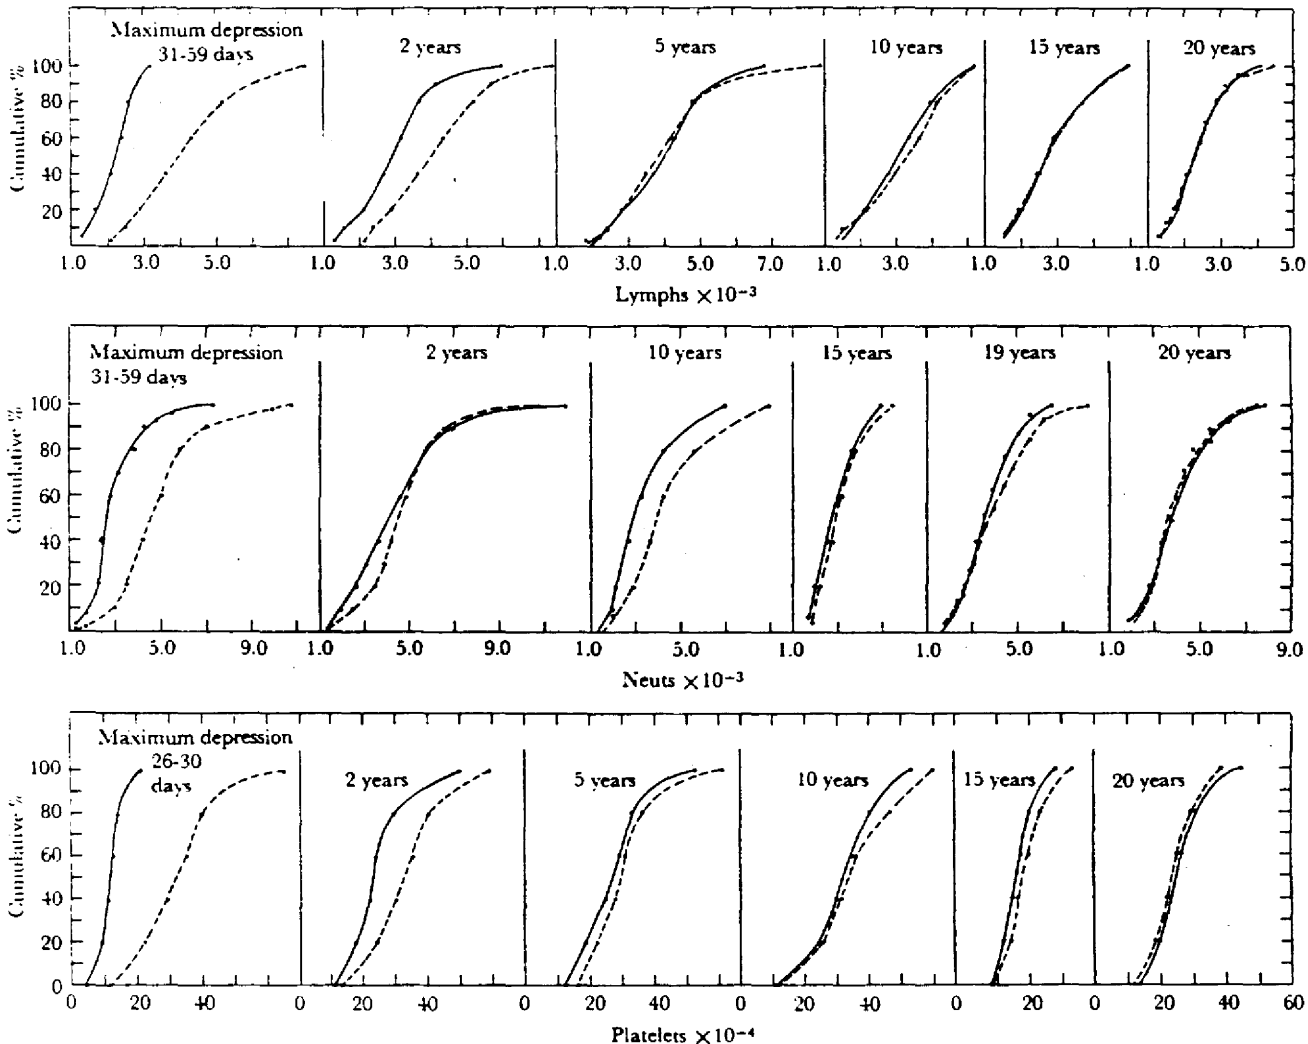 Maximum depression
31-59 days
2 years
5 years
10 years
15 years
20 years
Cumulative %
100
80
60
40
20
1.0 3.0 5.0 1.0 3.0 5.0 1.0 3.0 5.0 7.0 1.0 3.0 1.0 3.0 1.0 3.0 5.0
Lymphs ×10⁻³
Maximum depression
31-59 days
2 years
10 years
15 years
19 years
20 years
Cumulative %
100
80
60
40
20
1.0 5.0 9.0 1.0 5.0 9.0 1.0 5.0 1.0 1.0 5.0 1.0 5.0 9.0
Neuts ×10⁻³
Maximum depression
26-30
days
2 years
5 years
10 years
15 years
20 years
Cumulative %
100
80
60
40
20
0
0 20 40 0 20 40 0 20 40 0 20 40 0 20 40 0 20 40 60
Platelets ×10⁻⁴